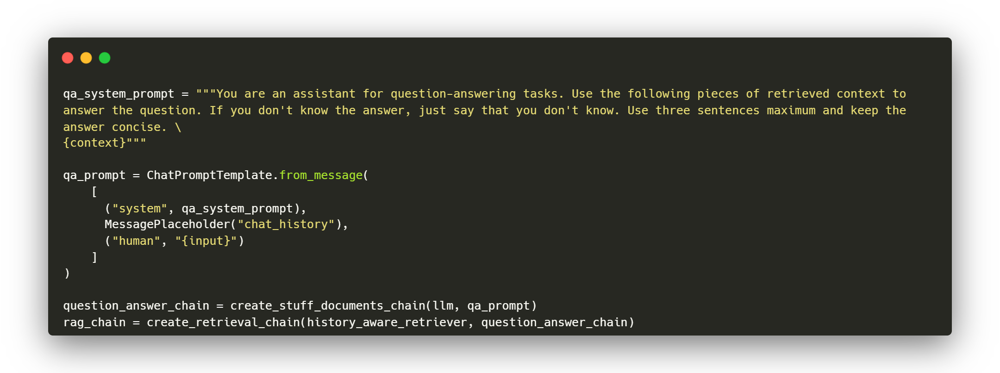 qa_system_prompt = """You are an assistant for question-answering tasks. Use the following pieces of retrieved context to
answer the question. If you don't know the answer, just say that you don't know. Use three sentences maximum and keep the
answer concise. \
{context}"""

qa_prompt = ChatPromptTemplate.from_message(
    [
      ("system", qa_system_prompt),
      MessagePlaceholder("chat_history"),
      ("human", "{input}")
    ]
)

question_answer_chain = create_stuff_documents_chain(llm, qa_prompt)
rag_chain = create_retrieval_chain(history_aware_retriever, question_answer_chain)